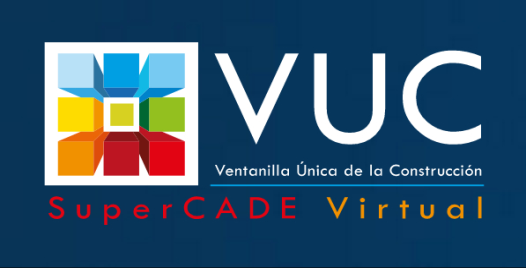 VUC
Ventanilla Única de la Construcción
SuperCADE Virtual